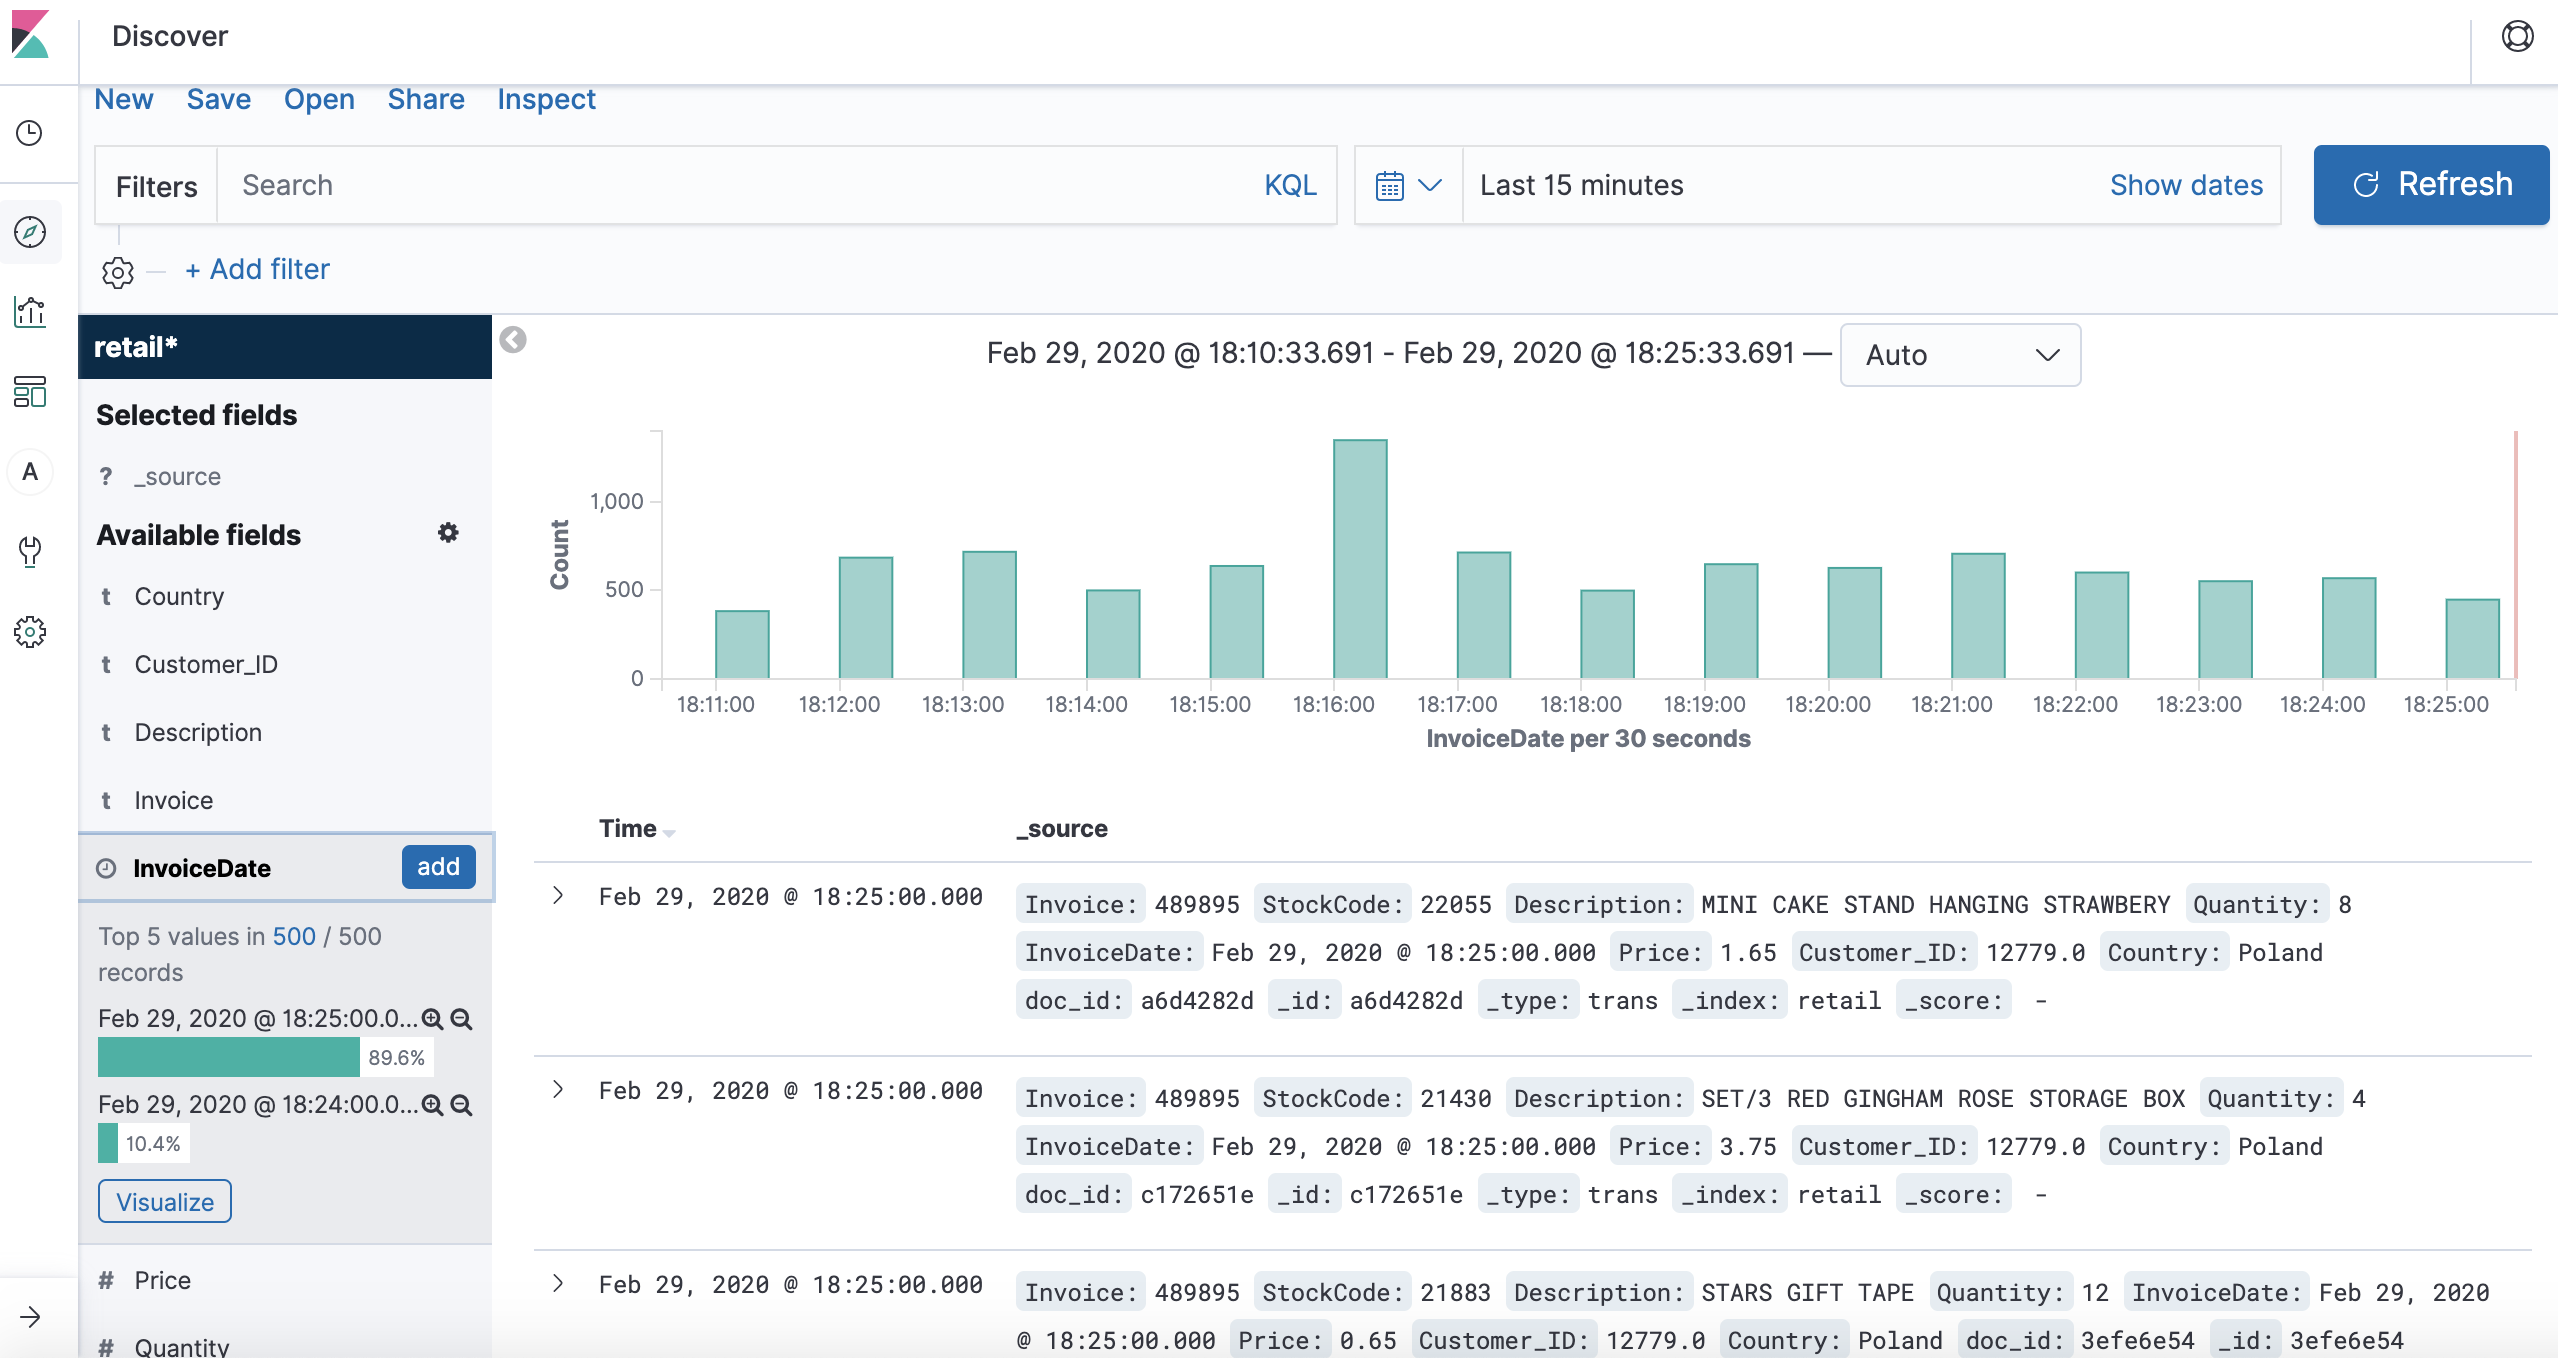 Discover
New Save Open Share Inspect
Filters Search KQL Last 15 minutes Show dates Refresh
+ Add filter
retail*
Selected fields
? _source
Available fields
t Country
t Customer_ID
t Description
t Invoice
InvoiceDate add
Top 5 values in 500 / 500
records
Feb 29, 2020 @ 18:25:00.0...
89.6%
Feb 29, 2020 @ 18:24:00.0...
10.4%
Visualize
# Price
# Quantity
A
Feb 29, 2020 @ 18:10:33.691 - Feb 29, 2020 @ 18:25:33.691 — Auto
Count
1,000
500
0
18:11:00 18:12:00 18:13:00 18:14:00 18:15:00 18:16:00 18:17:00 18:18:00 18:19:00 18:20:00 18:21:00 18:22:00 18:23:00 18:24:00 18:25:00
InvoiceDate per 30 seconds
Time _source
Feb 29, 2020 @ 18:25:00.000 Invoice: 489895 StockCode: 22055 Description: MINI CAKE STAND HANGING STRAWBERY Quantity: 8
InvoiceDate: Feb 29, 2020 @ 18:25:00.000 Price: 1.65 Customer_ID: 12779.0 Country: Poland
doc_id: a6d4282d _id: a6d4282d _type: trans _index: retail _score: -
Feb 29, 2020 @ 18:25:00.000 Invoice: 489895 StockCode: 21430 Description: SET/3 RED GINGHAM ROSE STORAGE BOX Quantity: 4
InvoiceDate: Feb 29, 2020 @ 18:25:00.000 Price: 3.75 Customer_ID: 12779.0 Country: Poland
doc_id: c172651e _id: c172651e _type: trans _index: retail _score: -
Feb 29, 2020 @ 18:25:00.000 Invoice: 489895 StockCode: 21883 Description: STARS GIFT TAPE Quantity: 12 InvoiceDate: Feb 29, 2020
@ 18:25:00.000 Price: 0.65 Customer_ID: 12779.0 Country: Poland doc_id: 3efe6e54 _id: 3efe6e54